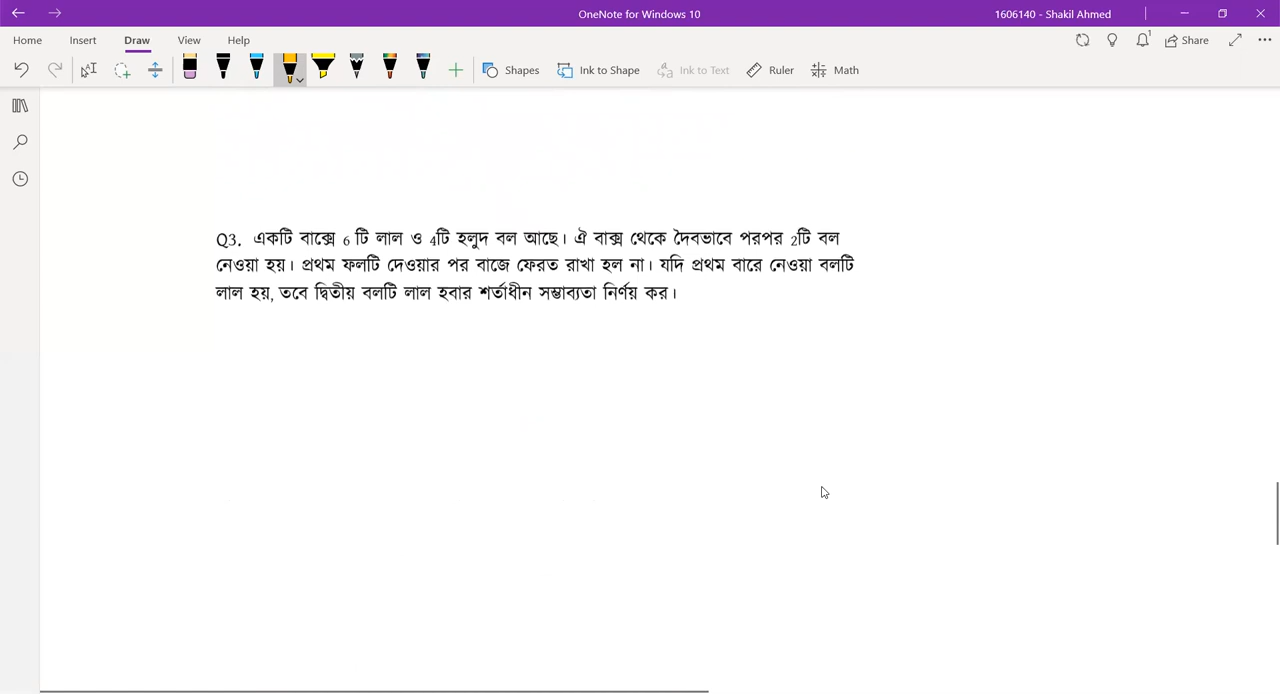 OneNote for Windows 10
1606140 - Shakil Ahmed
Home Insert Draw View Help
Share
Shapes Ink to Shape Ink to Text Ruler Math
Q3. একটি বাক্সে 6 টি লাল ও 4টি হলুদ বল আছে। ঐ বাক্স থেকে দৈবভাবে পরপর 2টি বল
নেওয়া হয়। প্রথম ফলটি দেওয়ার পর বাজে ফেরত রাখা হল না। যদি প্রথম বারে নেওয়া বলটি
লাল হয়, তবে দ্বিতীয় বলটি লাল হবার শর্তাধীন সম্ভাব্যতা নির্ণয় কর।